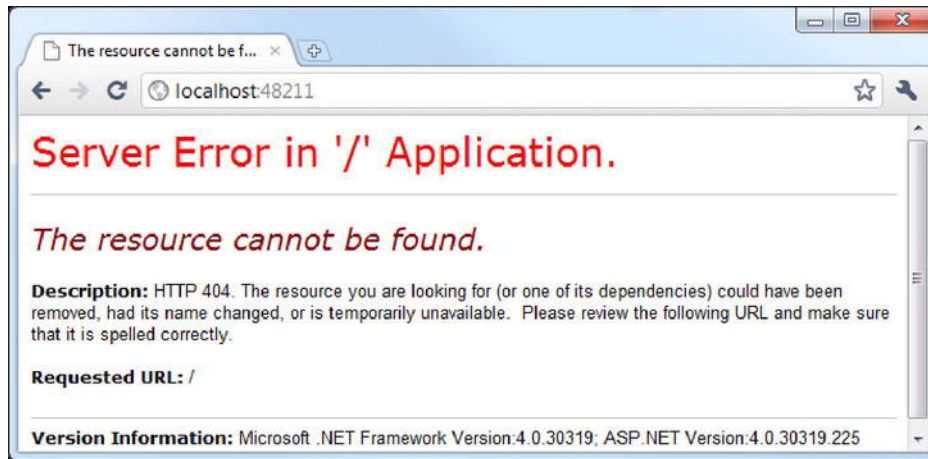 The resource cannot be f...
localhost:48211
Server Error in '/' Application.
The resource cannot be found.
Description: HTTP 404. The resource you are looking for (or one of its dependencies) could have been
removed, had its name changed, or is temporarily unavailable.  Please review the following URL and make sure
that it is spelled correctly.
Requested URL: /
Version Information: Microsoft .NET Framework Version:4.0.30319; ASP.NET Version:4.0.30319.225